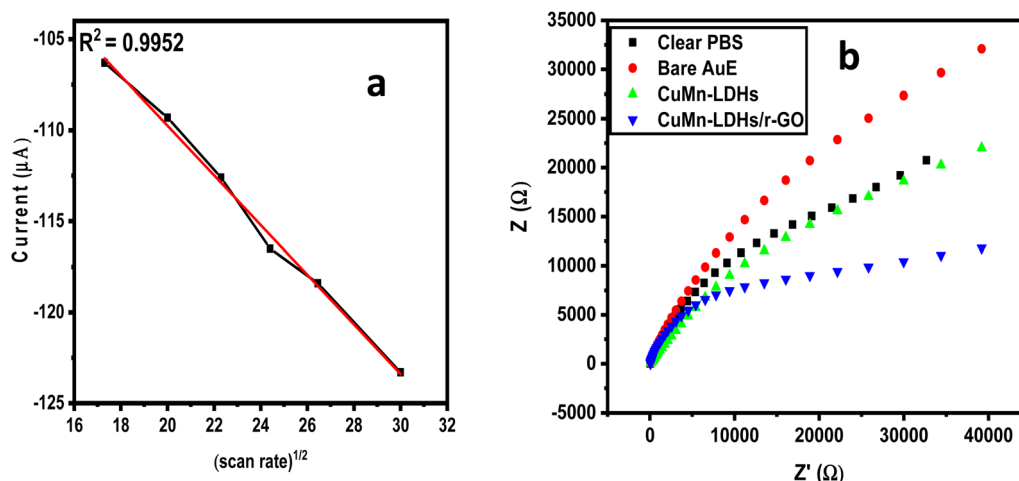 -105
-110
-115
-120
-125
Current (μA)
R² = 0.9952
a
16 18 20 22 24 26 28 30 32
(scan rate)^1/2
35000
30000
25000
20000
15000
10000
5000
0
-5000
Z (Ω)
Clear PBS
Bare AuE
CuMn-LDHs
CuMn-LDHs/r-GO
b
0 10000 20000 30000 40000
Z' (Ω)